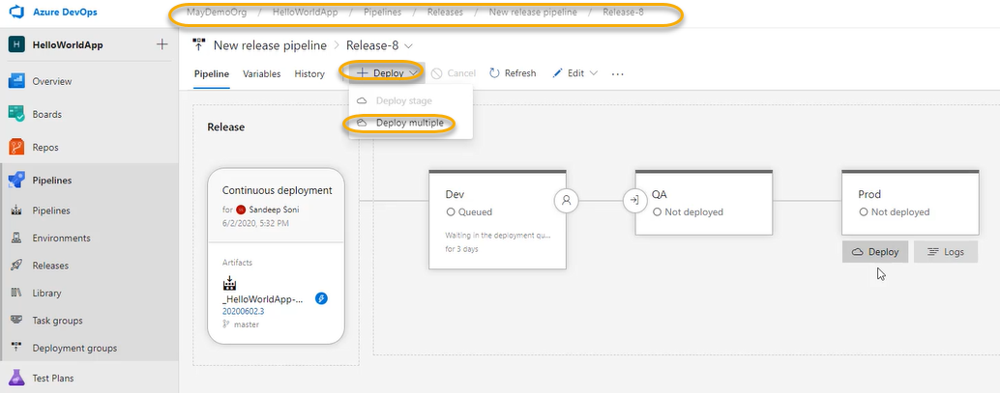 Azure DevOps
MayDemoOrg / HelloWorldApp / Pipelines / Releases / New release pipeline / Release-8
H HelloWorldApp
Overview
Boards
Repos
Pipelines
Pipelines
Environments
Releases
Library
Task groups
Deployment groups
Test Plans
New release pipeline > Release-8
Pipeline Variables History
+ Deploy Cancel Refresh Edit ...
Deploy stage
Deploy multiple
Release
Continuous deployment
for Sandeep Soni
6/2/2020, 5:32 PM
Artifacts
_HelloWorldApp-...
20200602.3
master
Dev
Queued
Waiting in the deployment qu...
for 3 days
QA
Not deployed
Prod
Not deployed
Deploy Logs